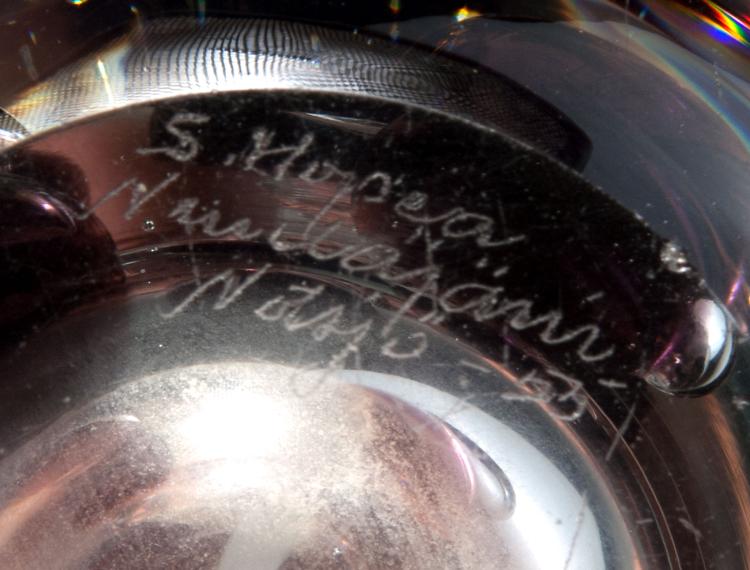 S. Hopea
Nuutajärvi
Notsjö